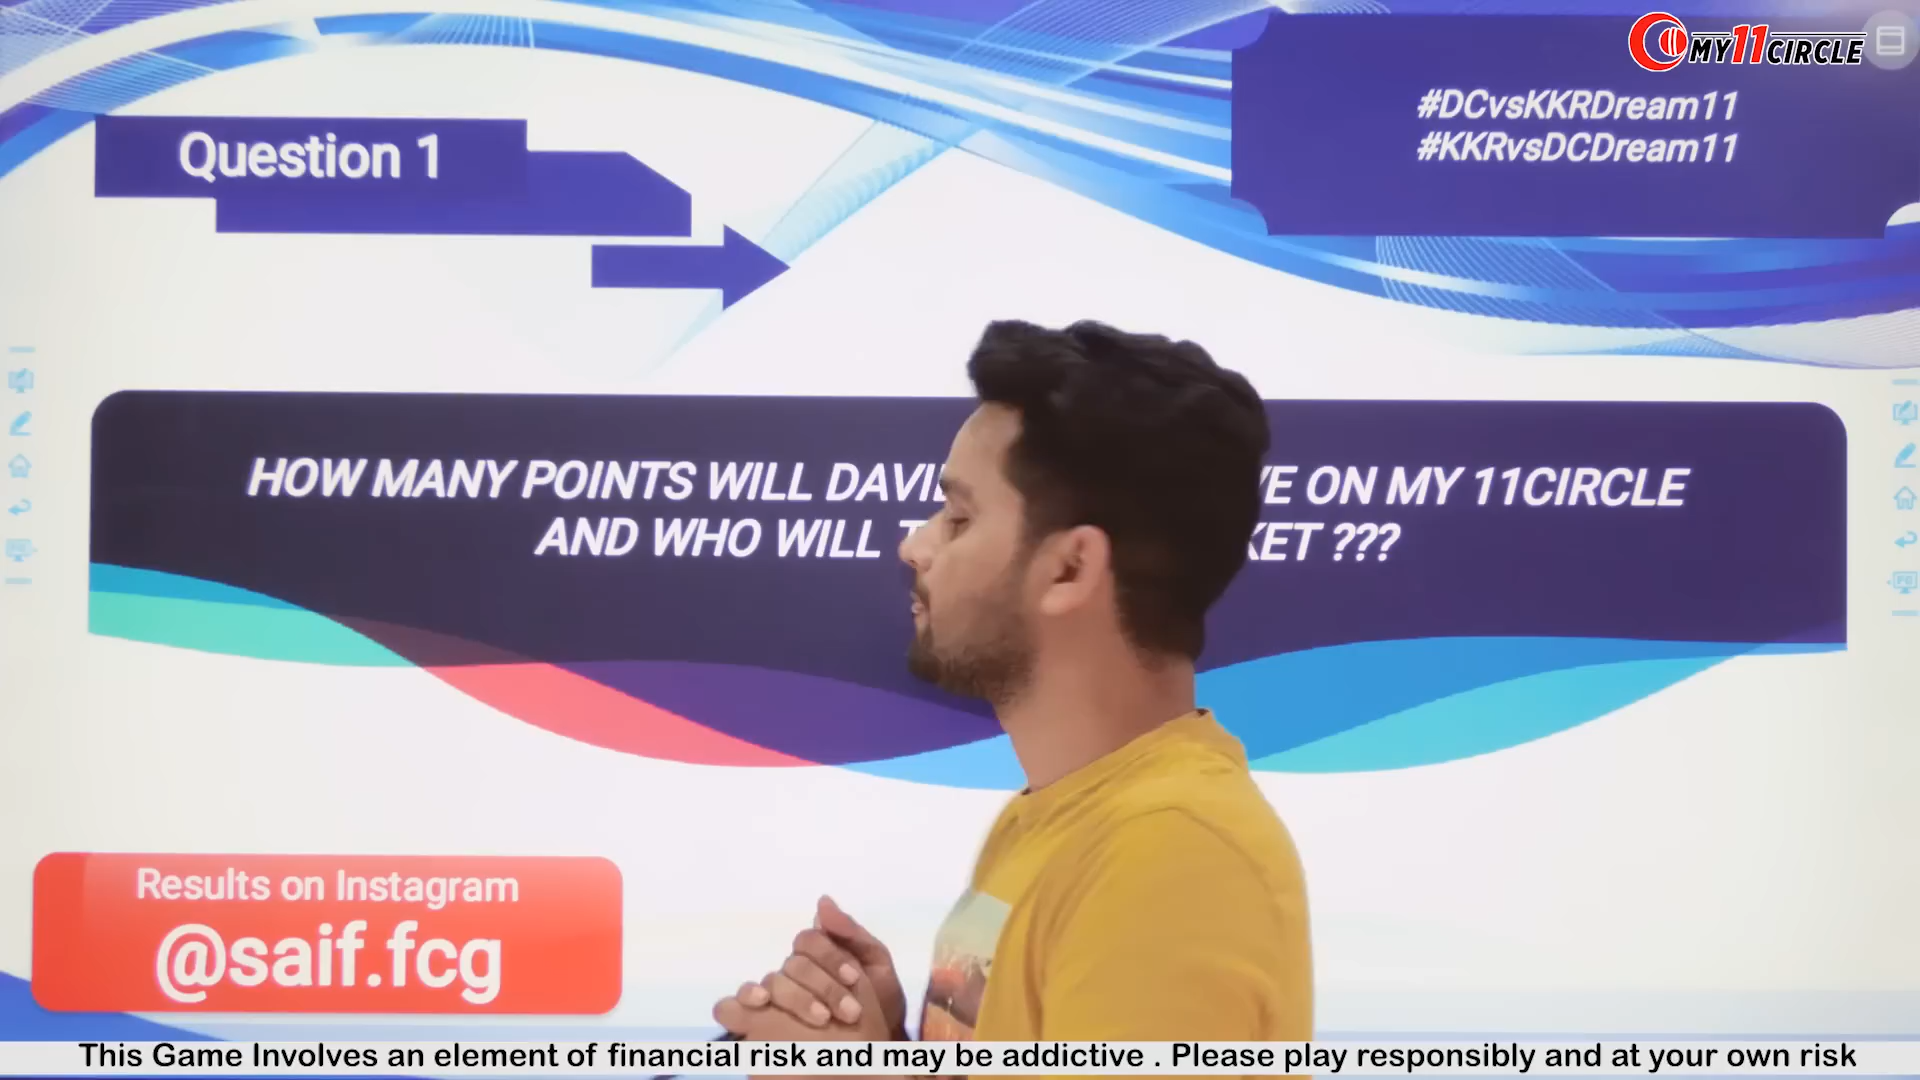 MY11CIRCLE
#DCvsKKRDream11
#KKRvsDCDream11
Question 1
HOW MANY POINTS WILL ON MY 11CIRCLE
AND WHO WILL ???
Results on Instagram
@saif.fcg
This Game Involves an element of financial risk and may be addictive . Please play responsibly and at your own risk